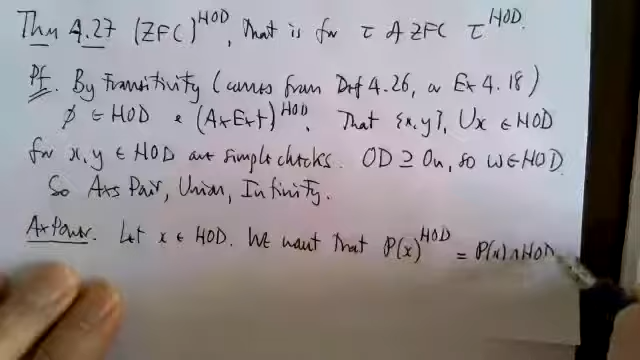 Thm 4.27 (ZFC)^HOD, That is for τ A ZFC τ^HOD.
Pf. By Transitivity (comes from Def 4.26, or Ex 4.18)
∅ ∈ HOD & (AxExt)^HOD. That {x,y}, ∪x ∈ HOD
for x, y ∈ HOD are simple checks. OD ⊇ On, so ω ∈ HOD.
So Axs Pair, Union, Infinity.
AxPower. Let x ∈ HOD. We want that P(x)^HOD = P(x)∩HOD